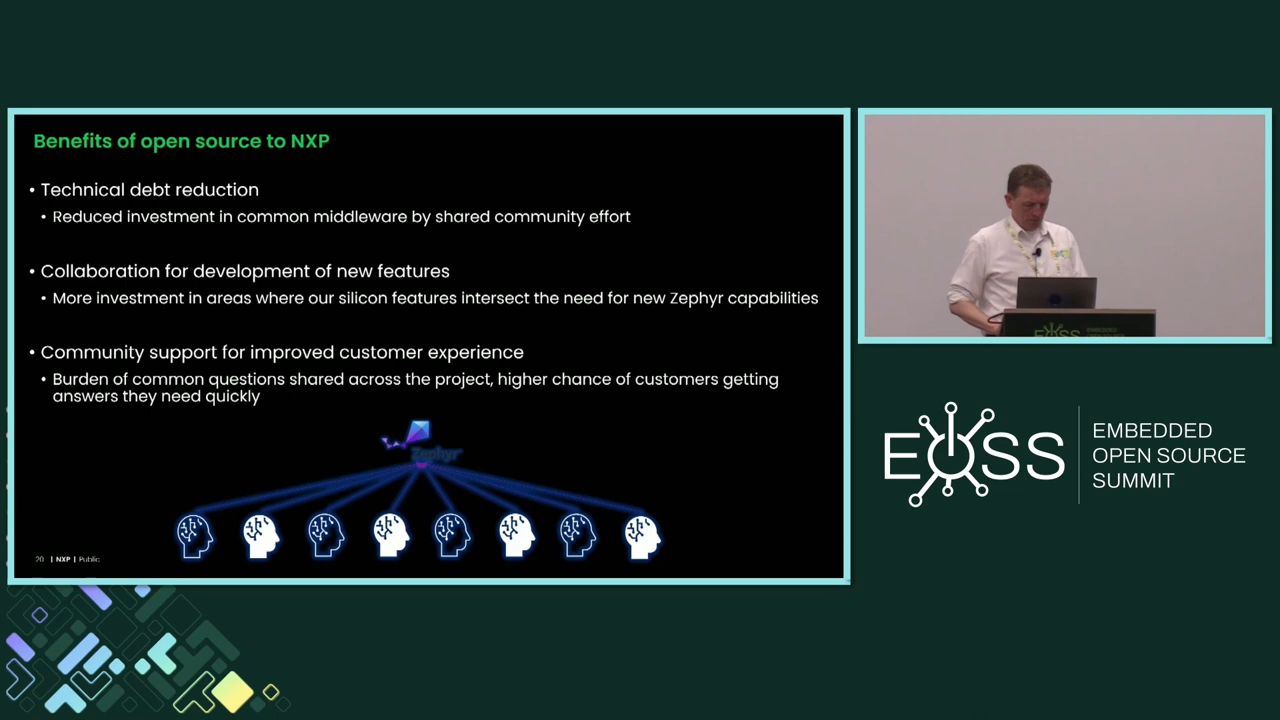 Benefits of open source to NXP
• Technical debt reduction
• Reduced investment in common middleware by shared community effort
• Collaboration for development of new features
• More investment in areas where our silicon features intersect the need for new Zephyr capabilities
• Community support for improved customer experience
• Burden of common questions shared across the project, higher chance of customers getting
answers they need quickly
Zephyr
20 | NXP | Public
EOSS
EOSS
EMBEDDED
OPEN SOURCE
SUMMIT